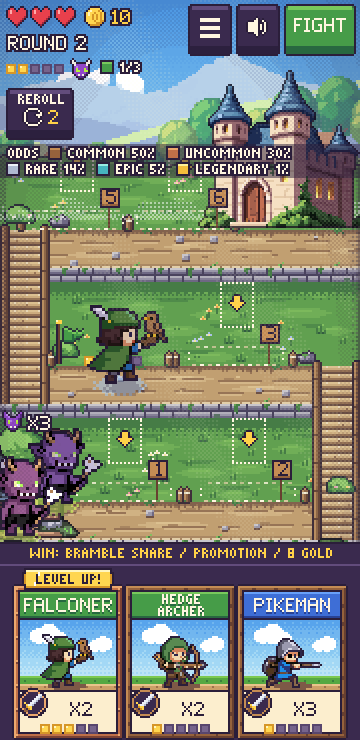 10
FIGHT
ROUND 2
1/3
REROLL
2
ODDS COMMON 50% UNCOMMON 30%
RARE 14% EPIC 5% LEGENDARY 1%
5
6
3
X3
1
2
WIN: BRAMBLE SNARE / PROMOTION / 8 GOLD
LEVEL UP!
FALCONER
HEDGE
ARCHER
PIKEMAN
X2
X2
X3